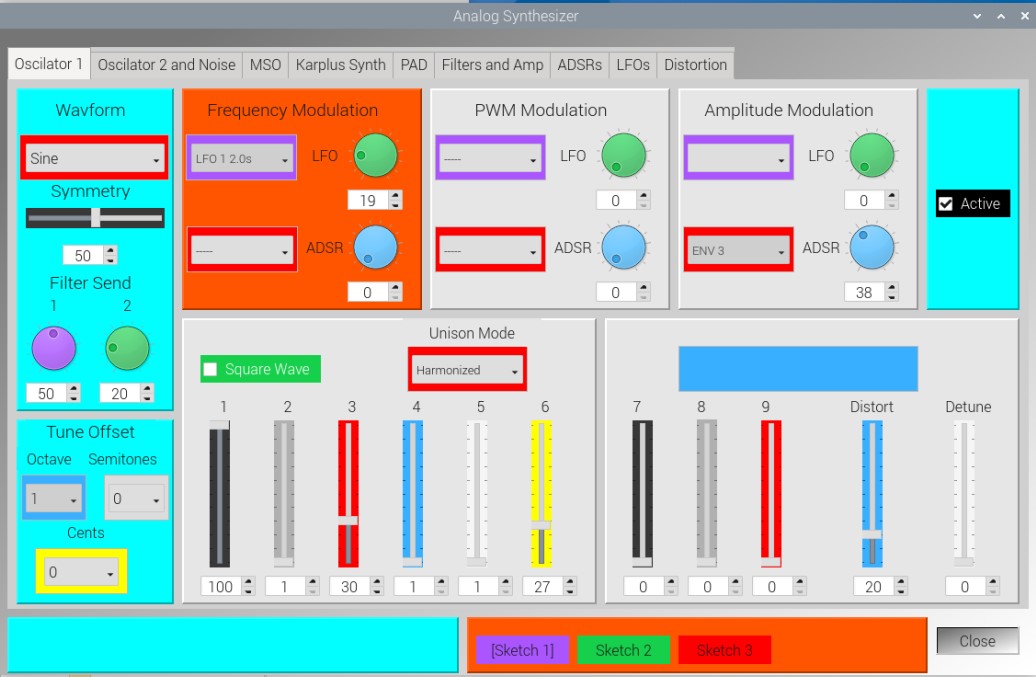 Analog Synthesizer
Oscilator 1 Oscilator 2 and Noise MSO Karplus Synth PAD Filters and Amp ADSRs LFOs Distortion
Wavform
Sine
Symmetry
50
Filter Send
1 2
50 20
Tune Offset
Octave Semitones
1 0
Cents
0
Frequency Modulation
LFO 1 2.0s LFO
19
----- ADSR
0
PWM Modulation
----- LFO
0
----- ADSR
0
Amplitude Modulation
LFO
0
ENV 3 ADSR
38
Active
Unison Mode
Square Wave Harmonized
1 2 3 4 5 6
100 1 30 1 1 27
7 8 9 Distort Detune
0 0 0 20 0
[Sketch 1] Sketch 2 Sketch 3
Close